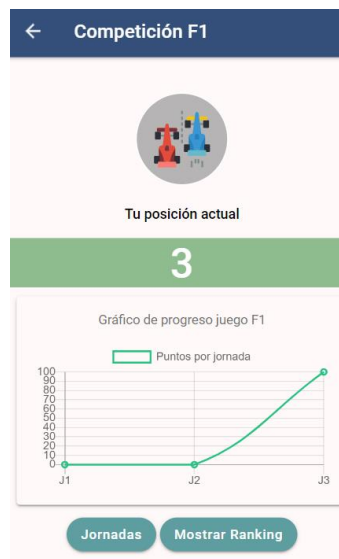 Competición F1
Tu posición actual
3
Gráfico de progreso juego F1
Puntos por jornada
100
90
80
70
60
50
40
30
20
10
0
J1 J2 J3
Jornadas Mostrar Ranking